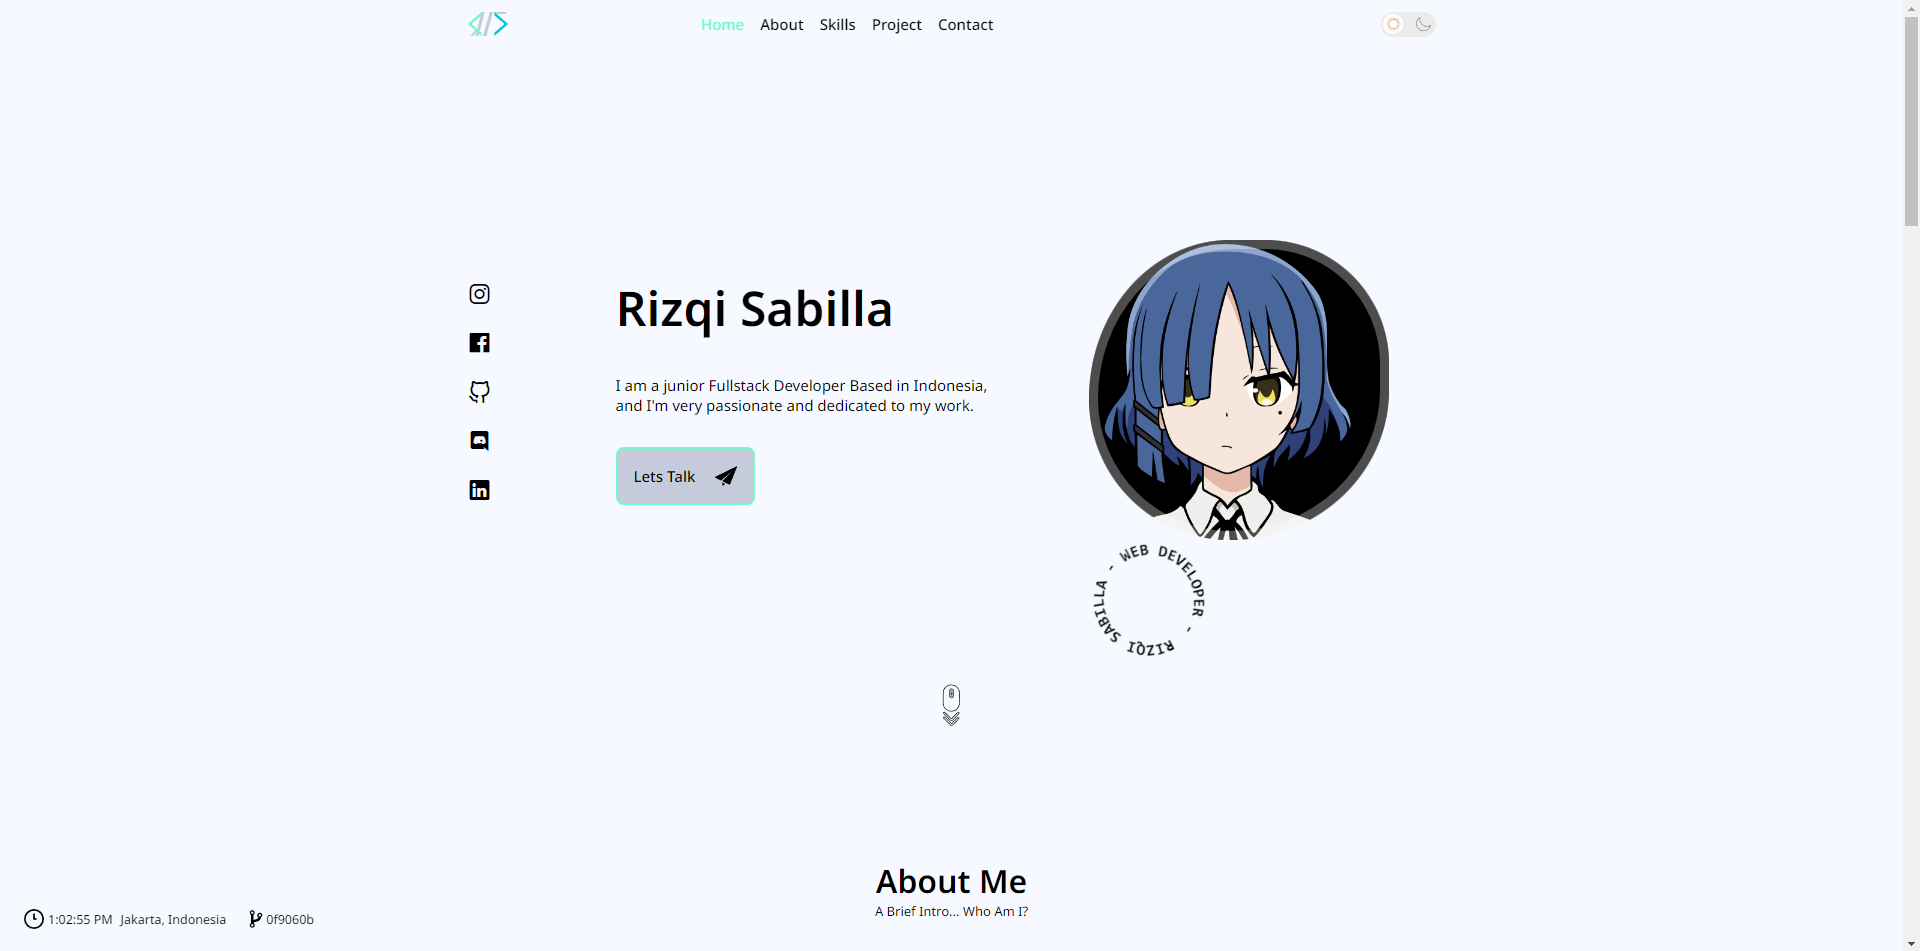 Home About Skills Project Contact
Rizqi Sabilla
I am a junior Fullstack Developer Based in Indonesia,
and I'm very passionate and dedicated to my work.
Lets Talk
- WEB DEVELOPER - RIZQI SABILLA
About Me
A Brief Intro... Who Am I?
1:02:55 PM Jakarta, Indonesia 0f9060b